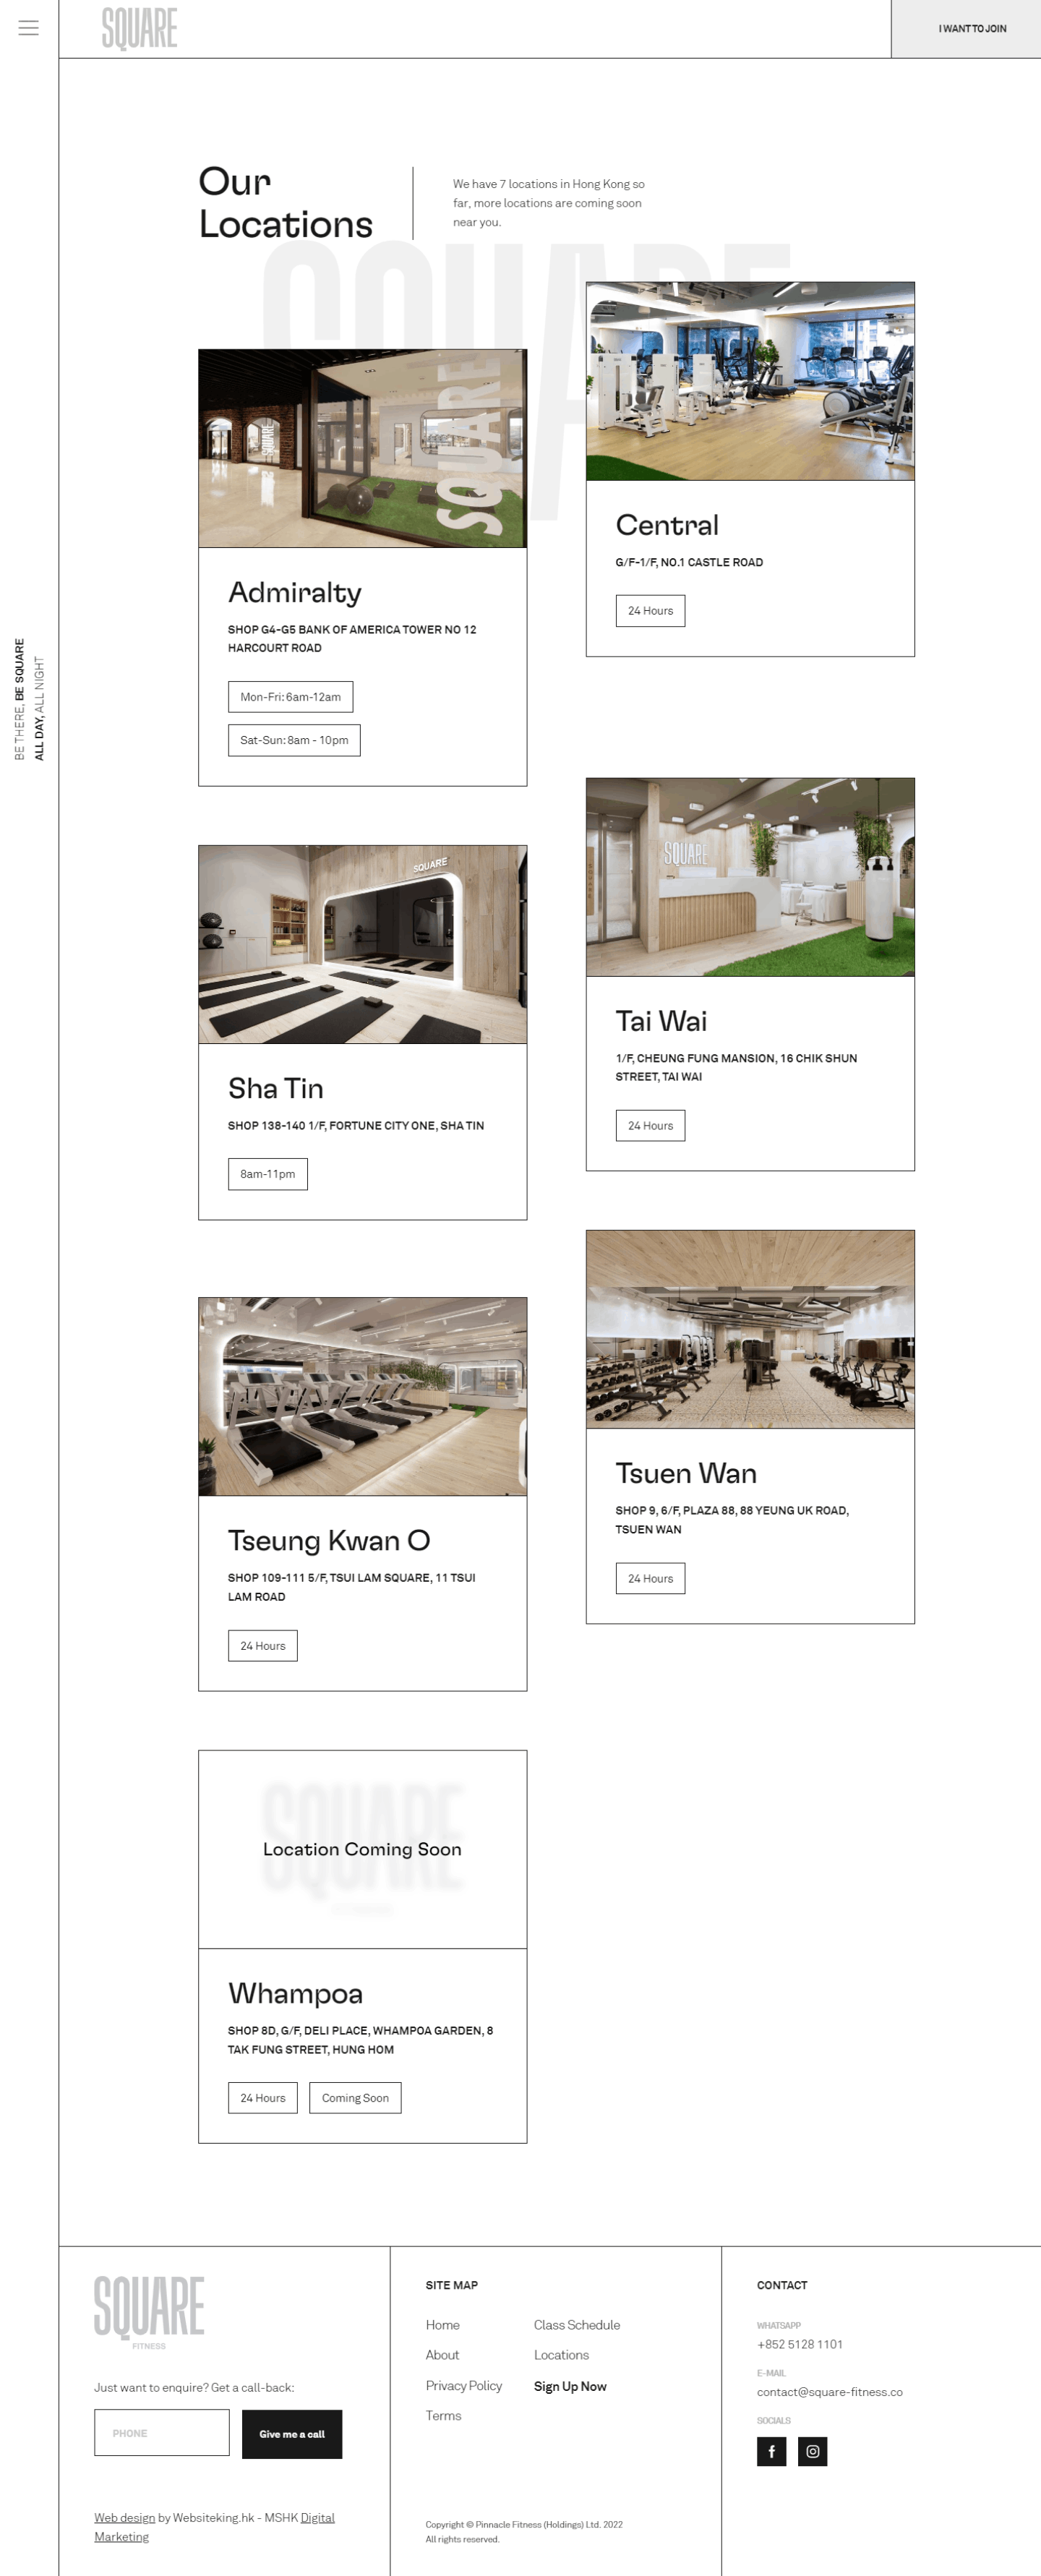 SQUARE
I WANT TO JOIN
BE THERE, BE SQUARE
ALL DAY, ALL NIGHT
Our
Locations
We have 7 locations in Hong Kong so
far, more locations are coming soon
near you.
SQUARE
SQUARE
SQUARE
Admiralty
SHOP G4-G5 BANK OF AMERICA TOWER NO 12
HARCOURT ROAD
Mon-Fri: 6am-12am
Sat-Sun: 8am - 10pm
Central
G/F-1/F, NO.1 CASTLE ROAD
24 Hours
SQUARE
Sha Tin
SHOP 138-140 1/F, FORTUNE CITY ONE, SHA TIN
8am-11pm
SQUARE
Tai Wai
1/F, CHEUNG FUNG MANSION, 16 CHIK SHUN
STREET, TAI WAI
24 Hours
Tseung Kwan O
SHOP 109-111 5/F, TSUI LAM SQUARE, 11 TSUI
LAM ROAD
24 Hours
Tsuen Wan
SHOP 9, 6/F, PLAZA 88, 88 YEUNG UK ROAD,
TSUEN WAN
24 Hours
SQUARE
Location Coming Soon
Whampoa
SHOP 8D, G/F, DELI PLACE, WHAMPOA GARDEN, 8
TAK FUNG STREET, HUNG HOM
24 Hours
Coming Soon
SQUARE
FITNESS
Just want to enquire? Get a call-back:
PHONE
Give me a call
Web design by Websiteking.hk - MSHK Digital
Marketing
SITE MAP
Home
About
Privacy Policy
Terms
Class Schedule
Locations
Sign Up Now
Copyright © Pinnacle Fitness (Holdings) Ltd. 2022
All rights reserved.
CONTACT
WHATSAPP
+852 5128 1101
E-MAIL
contact@square-fitness.co
SOCIALS